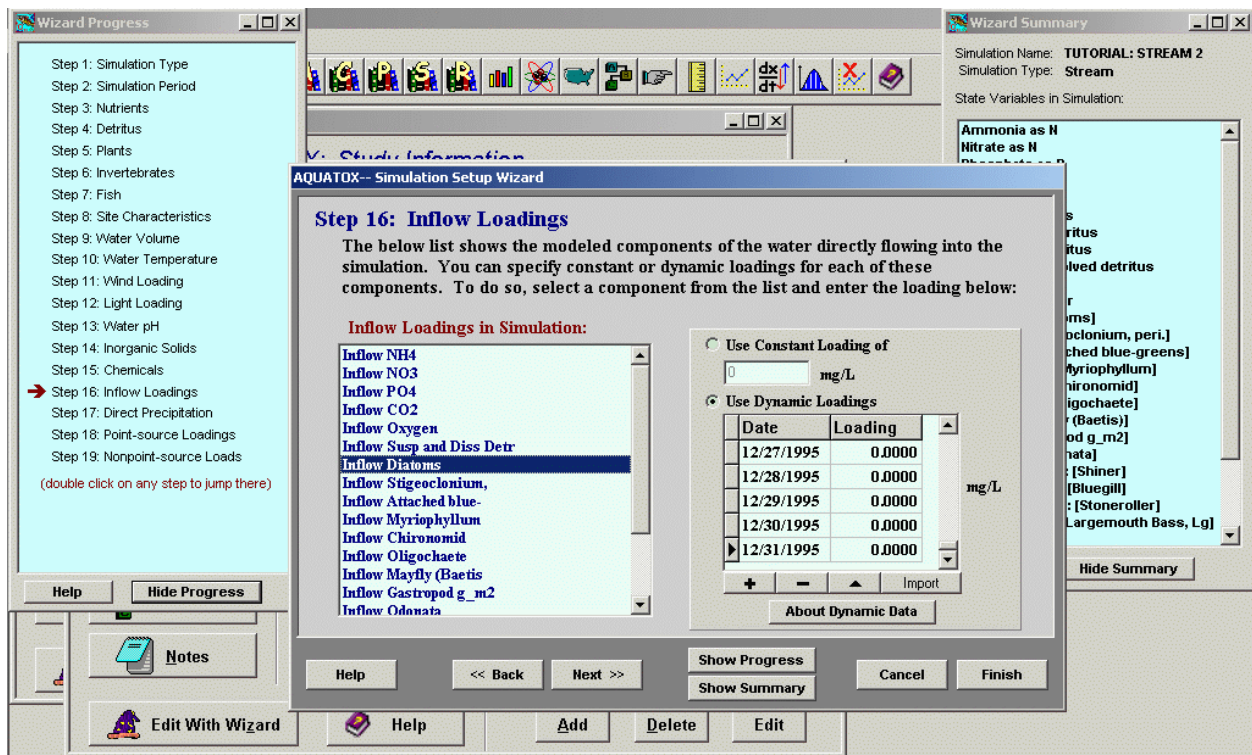 Wizard Progress
Step 1: Simulation Type
Step 2: Simulation Period
Step 3: Nutrients
Step 4: Detritus
Step 5: Plants
Step 6: Invertebrates
Step 7: Fish
Step 8: Site Characteristics
Step 9: Water Volume
Step 10: Water Temperature
Step 11: Wind Loading
Step 12: Light Loading
Step 13: Water pH
Step 14: Inorganic Solids
Step 15: Chemicals
Step 16: Inflow Loadings
Step 17: Direct Precipitation
Step 18: Point-source Loadings
Step 19: Nonpoint-source Loads
(double click on any step to jump there)
Help
Hide Progress
X: Study Information
AQUATOX-- Simulation Setup Wizard
Step 16: Inflow Loadings
The below list shows the modeled components of the water directly flowing into the
simulation. You can specify constant or dynamic loadings for each of these
components. To do so, select a component from the list and enter the loading below:
Inflow Loadings in Simulation:
Inflow NH4
Inflow NO3
Inflow PO4
Inflow CO2
Inflow Oxygen
Inflow Susp and Diss Detr
Inflow Diatoms
Inflow Stigeoclonium,
Inflow Attached blue-
Inflow Myriophyllum
Inflow Chironomid
Inflow Oligochaete
Inflow Mayfly (Baetis
Inflow Gastropod g_m2
Inflow Odonata
Use Constant Loading of
0 mg/L
Use Dynamic Loadings
Date Loading
12/27/1995 0.0000
12/28/1995 0.0000
12/29/1995 0.0000
12/30/1995 0.0000
12/31/1995 0.0000
mg/L
Import
About Dynamic Data
Help
<< Back
Next >>
Show Progress
Show Summary
Cancel
Finish
Wizard Summary
Simulation Name: TUTORIAL: STREAM 2
Simulation Type: Stream
State Variables in Simulation:
Ammonia as N
Nitrate as N
Phosphate as P
s
ritus
itus
lved detritus
r
ms]
oclonium, peri.]
ched blue-greens]
Myriophyllum]
hironomid]
igochaete]
(Baetis)]
od g_m2]
nata]
: [Shiner]
[Bluegill]
: [Stoneroller]
Largemouth Bass, Lg]
Hide Summary
Notes
Edit With Wizard
Help
Add
Delete
Edit
dx
dt